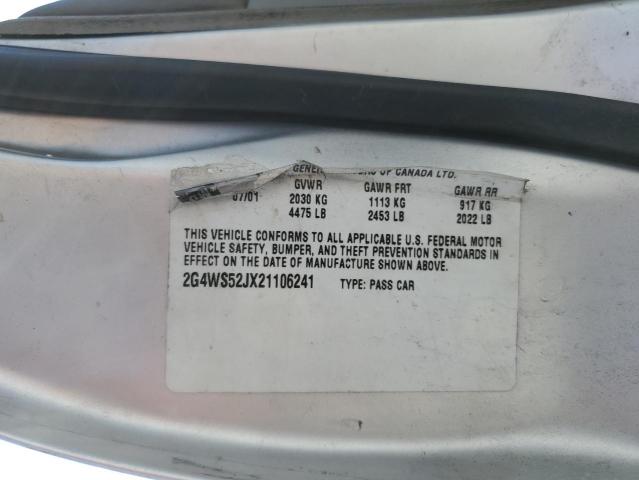 OF CANADA LTD.
07/01 GVWR GAWR FRT GAWR RR
2030 KG 1113 KG 917 KG
4475 LB 2453 LB 2022 LB
THIS VEHICLE CONFORMS TO ALL APPLICABLE U.S. FEDERAL MOTOR
VEHICLE SAFETY, BUMPER, AND THEFT PREVENTION STANDARDS IN
EFFECT ON THE DATE OF MANUFACTURE SHOWN ABOVE.
2G4WS52JX21106241 TYPE: PASS CAR